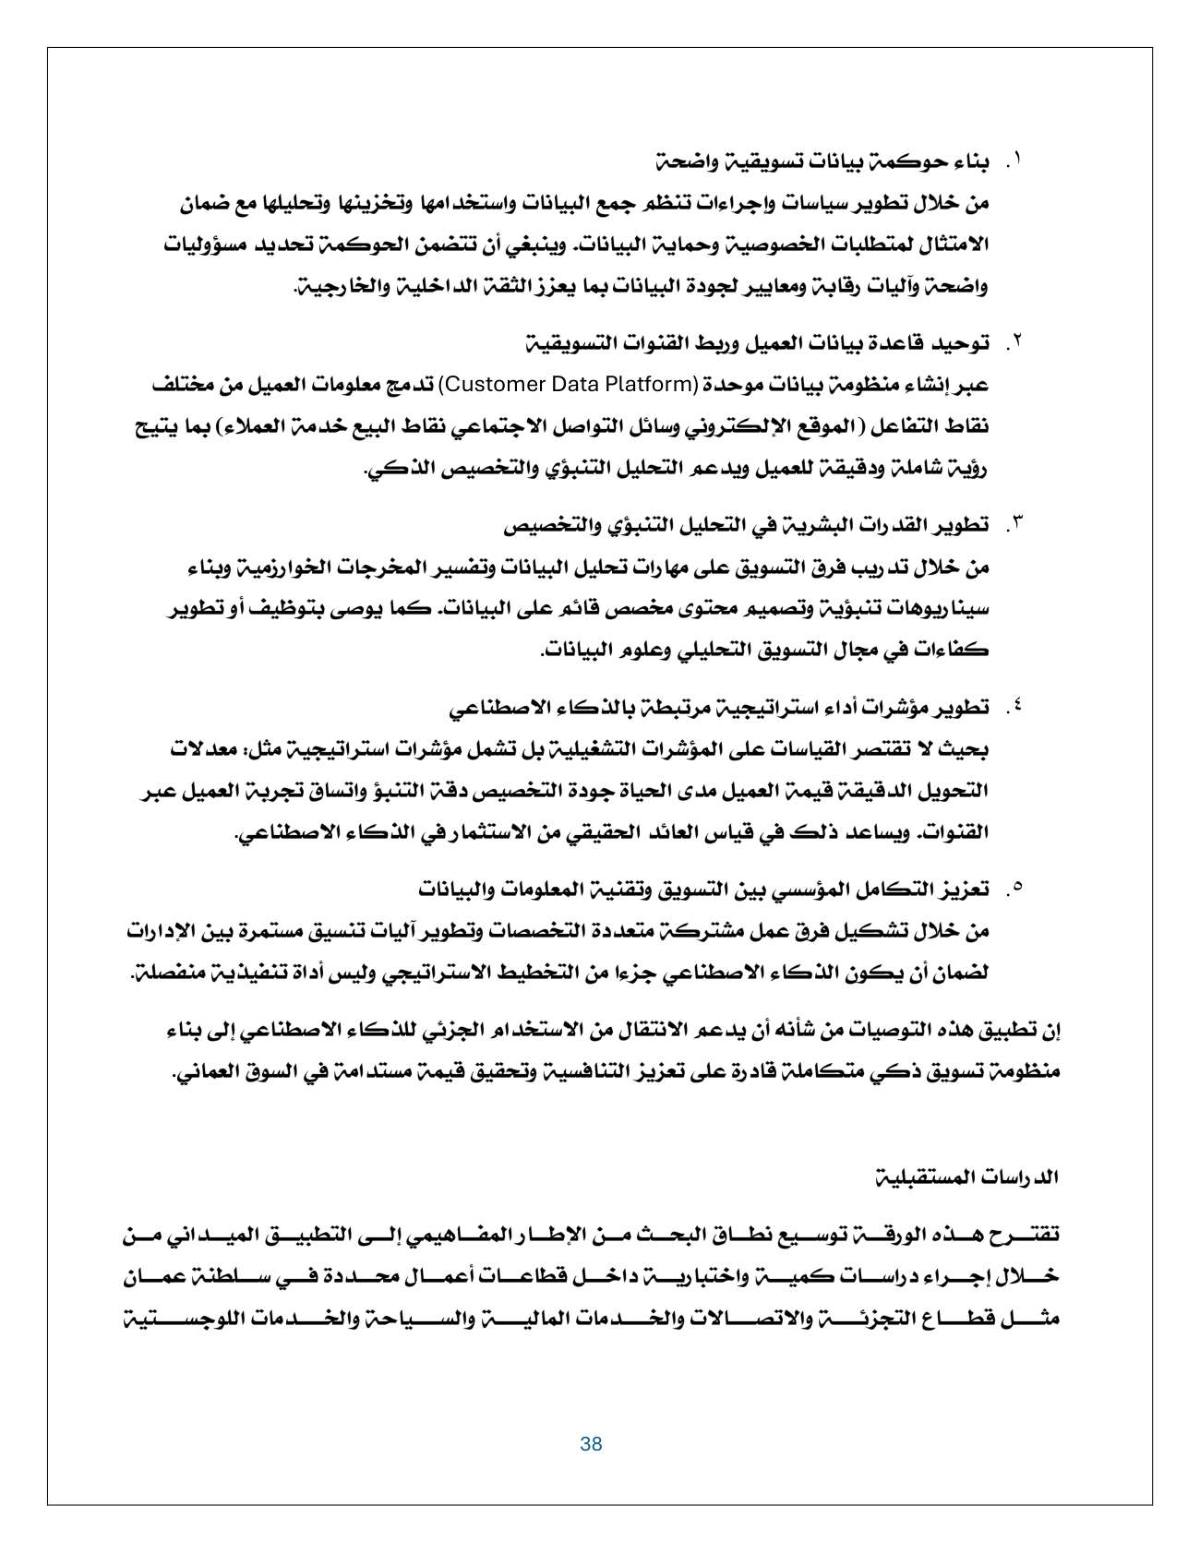 ١. بناء حوكمة بيانات تسويقية واضحة
من خلال تطوير سياسات وإجراءات تنظم جمع البيانات واستخدامها وتخزينها وتحليلها مع ضمان
الامتثال لمتطلبات الخصوصية وحماية البيانات. وينبغي أن تتضمن الحوكمة تحديد مسؤوليات
واضحة وآليات رقابة ومعايير لجودة البيانات بما يعزز الثقة الداخلية والخارجية.
٢. توحيد قاعدة بيانات العميل وربط القنوات التسويقية
عبر إنشاء منظومة بيانات موحدة (Customer Data Platform) تدمج معلومات العميل من مختلف
نقاط التفاعل (الموقع الإلكتروني وسائل التواصل الاجتماعي نقاط البيع خدمة العملاء) بما يتيح
رؤية شاملة ودقيقة للعميل ويدعم التحليل التنبؤي والتخصيص الذكي.
٣. تطوير القدرات البشرية في التحليل التنبؤي والتخصيص
من خلال تدريب فرق التسويق على مهارات تحليل البيانات وتفسير المخرجات الخوارزمية وبناء
سيناريوهات تنبؤية وتصميم محتوى مخصص قائم على البيانات. كما يوصى بتوظيف أو تطوير
كفاءات في مجال التسويق التحليلي وعلوم البيانات.
٤. تطوير مؤشرات أداء استراتيجية مرتبطة بالذكاء الاصطناعي
بحيث لا تقتصر القياسات على المؤشرات التشغيلية بل تشمل مؤشرات استراتيجية مثل: معدلات
التحويل الدقيقة قيمة العميل مدى الحياة جودة التخصيص دقة التنبؤ واتساق تجربة العميل عبر
القنوات. ويساعد ذلك في قياس العائد الحقيقي من الاستثمار في الذكاء الاصطناعي.
٥. تعزيز التكامل المؤسسي بين التسويق وتقنية المعلومات والبيانات
من خلال تشكيل فرق عمل مشتركة متعددة التخصصات وتطوير آليات تنسيق مستمرة بين الإدارات
لضمان أن يكون الذكاء الاصطناعي جزءا من التخطيط الاستراتيجي وليس أداة تنفيذية منفصلة.
إن تطبيق هذه التوصيات من شأنه أن يدعم الانتقال من الاستخدام الجزئي للذكاء الاصطناعي إلى بناء
منظومة تسويق ذكي متكاملة قادرة على تعزيز التنافسية وتحقيق قيمة مستدامة في السوق العماني.
الدراسات المستقبلية
تقترح هذه الورقة توسيع نطاق البحث من الإطار المفاهيمي إلى التطبيق الميداني من
خلال إجراء دراسات كمية واختبارية داخل قطاعات أعمال محددة في سلطنة عمان
مثل قطاع التجزئة والاتصالات والخدمات المالية والسياحة والخدمات اللوجستية
38